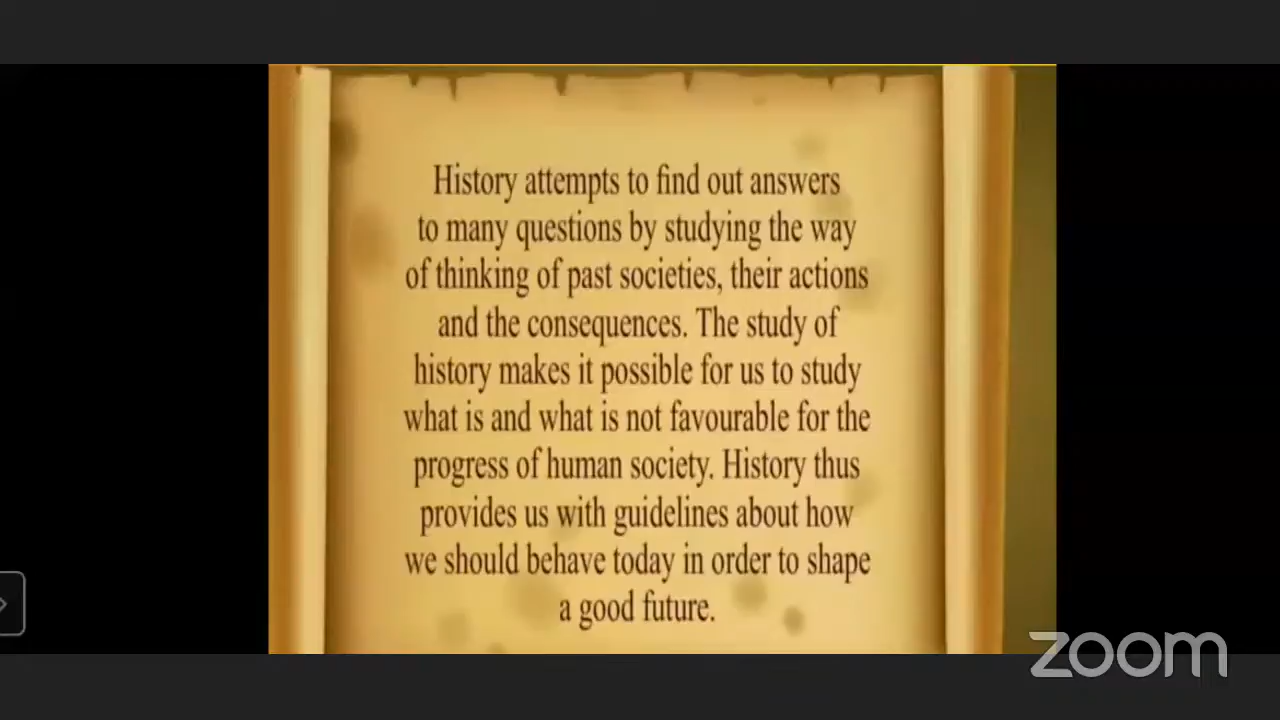 History attempts to find out answers
to many questions by studying the way
of thinking of past societies, their actions
and the consequences. The study of
history makes it possible for us to study
what is and what is not favourable for the
progress of human society. History thus
provides us with guidelines about how
we should behave today in order to shape
a good future.
zoom